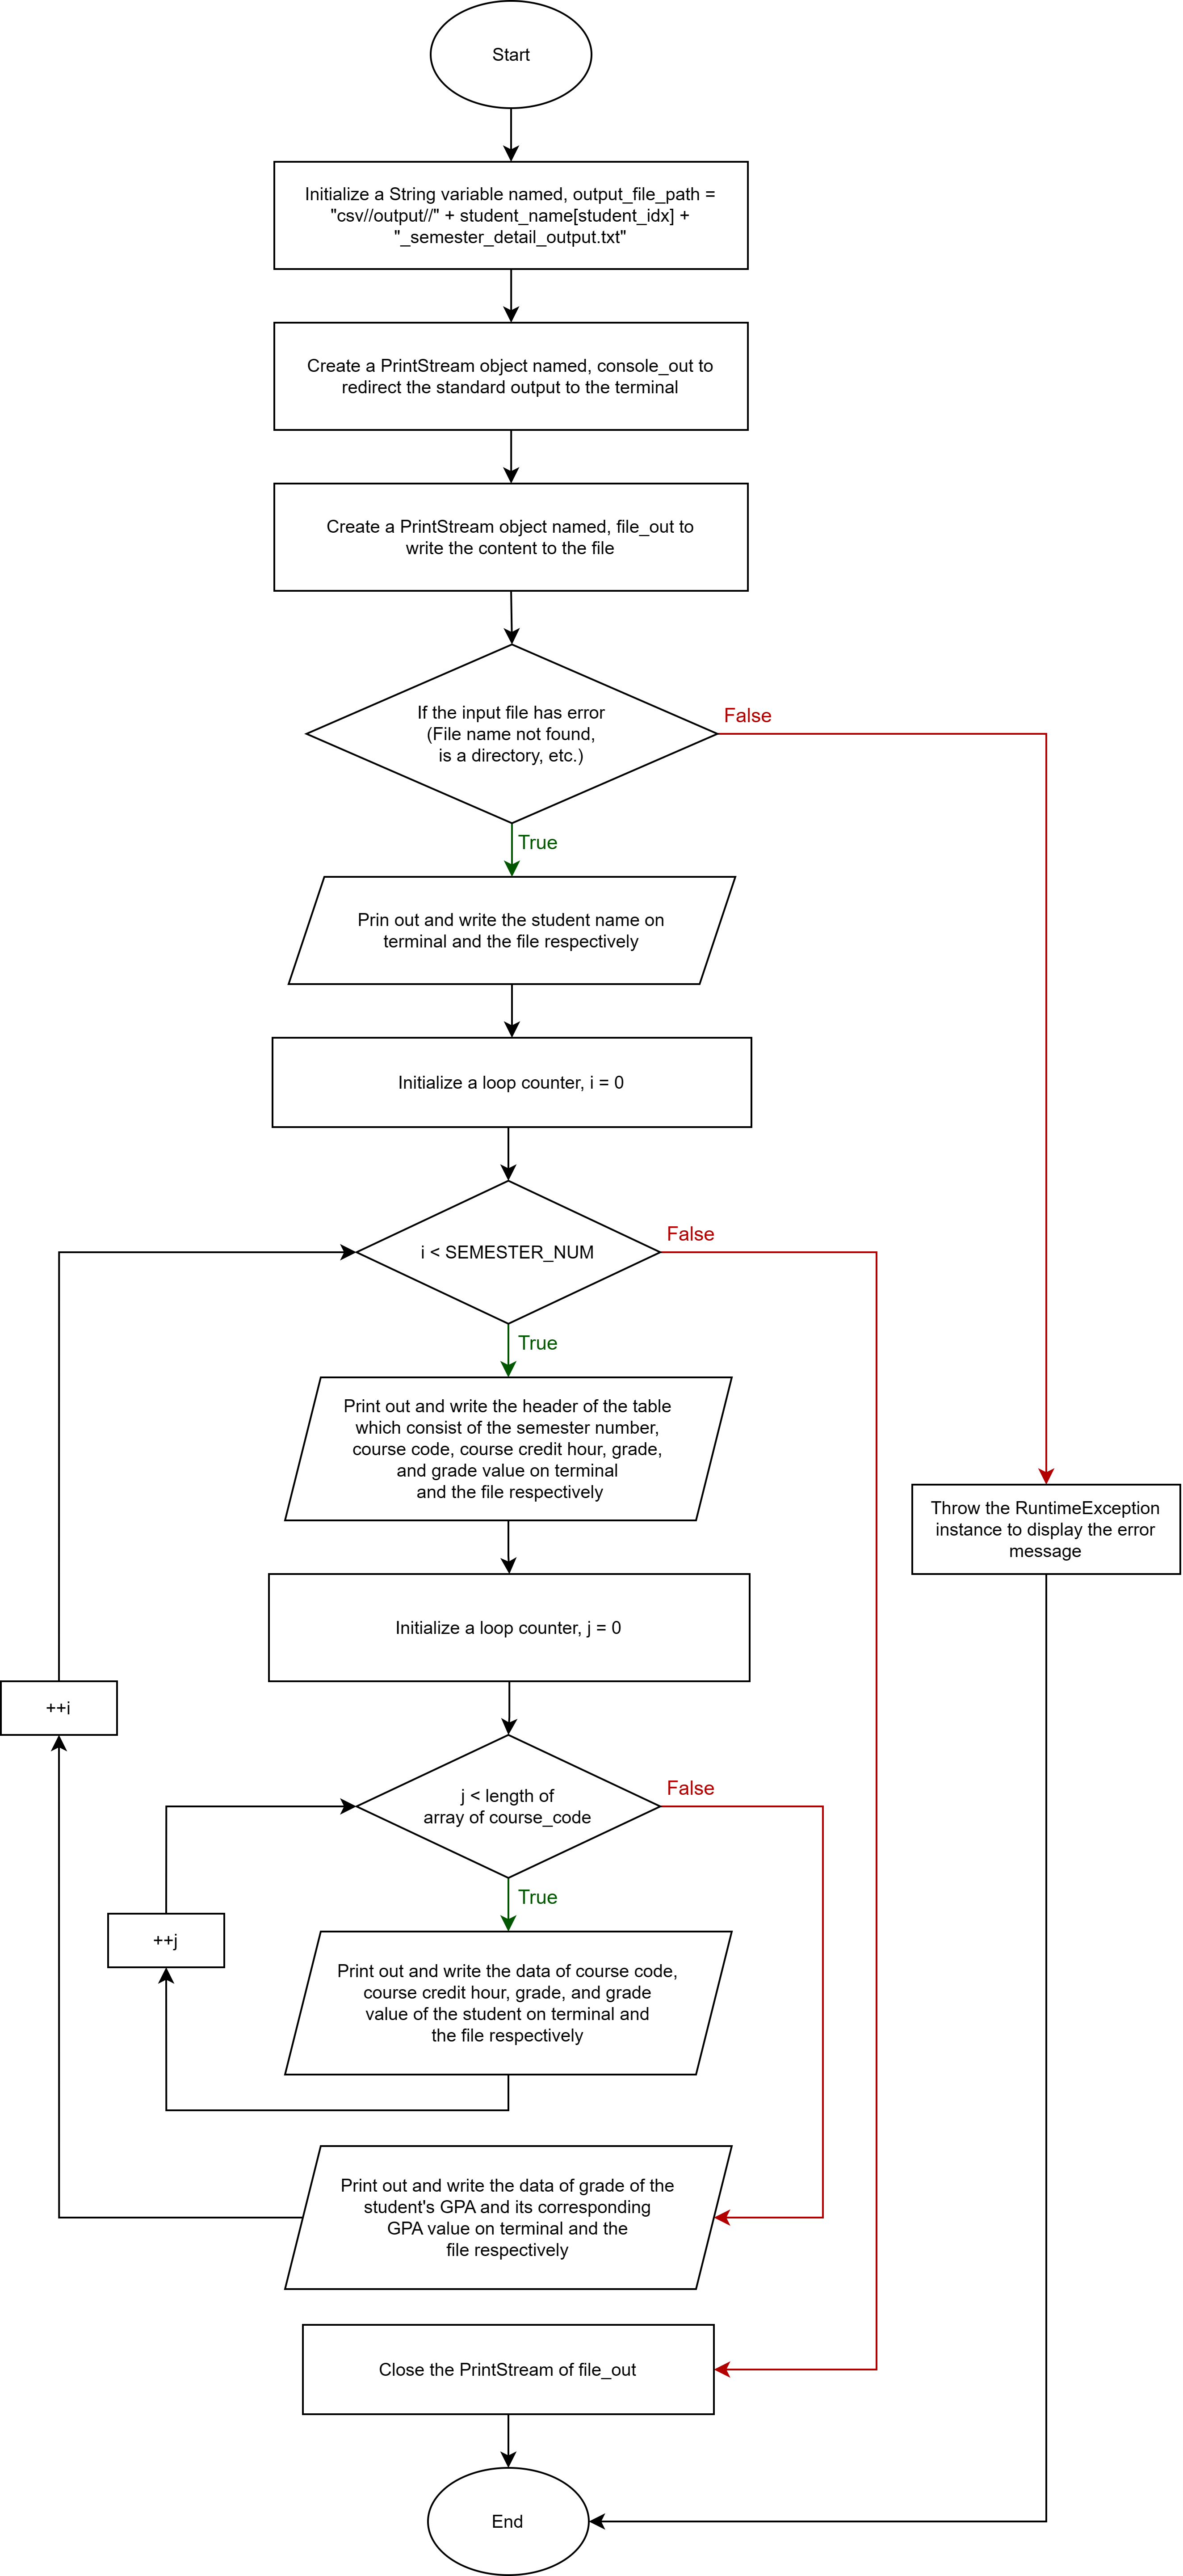 Start
Initialize a String variable named, output_file_path =
"csv//output//" + student_name[student_idx] +
"_semester_detail_output.txt"
Create a PrintStream object named, console_out to
redirect the standard output to the terminal
Create a PrintStream object named, file_out to
write the content to the file
If the input file has error
(File name not found,
is a directory, etc.)
False
True
Prin out and write the student name on
terminal and the file respectively
Initialize a loop counter, i = 0
i < SEMESTER_NUM
False
True
Print out and write the header of the table
which consist of the semester number,
course code, course credit hour, grade,
and grade value on terminal
and the file respectively
Throw the RuntimeException
instance to display the error
message
Initialize a loop counter, j = 0
++i
j < length of
array of course_code
False
True
++j
Print out and write the data of course code,
course credit hour, grade, and grade
value of the student on terminal and
the file respectively
Print out and write the data of grade of the
student's GPA and its corresponding
GPA value on terminal and the
file respectively
Close the PrintStream of file_out
End